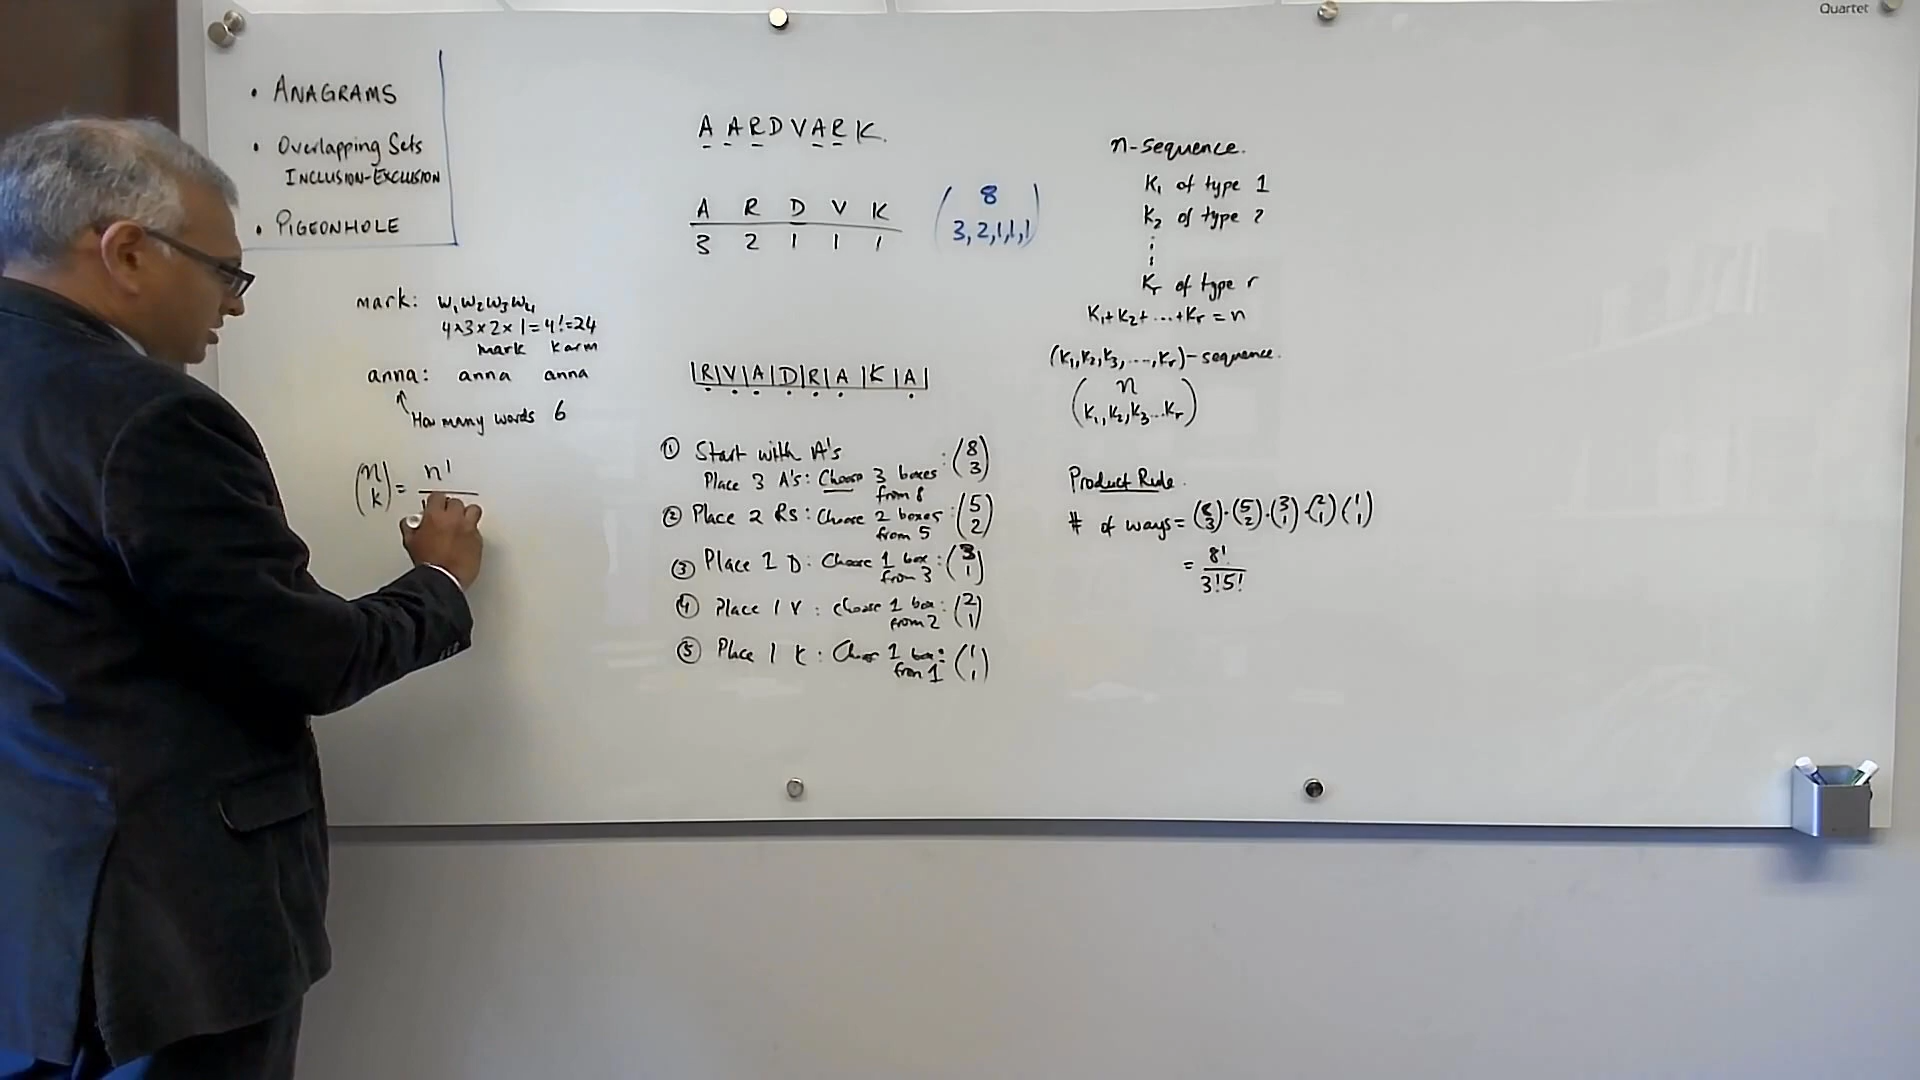 Quartet
• ANAGRAMS
• Overlapping Sets
INCLUSION-EXCLUSION
• PIGEONHOLE
mark: w₁w₂w₃w₄
4×3×2×1=4!=24
mark karm
anna: anna anna
How many words 6
(n k) = n!
AARDVARK.
A R D V K
3 2 1 1 1
(8 3,2,1,1,1)
|R|V|A|D|R|A|K|A|
① Start with A's
Place 3 A's: Choose 3 boxes from 8 : (8 3)
② Place 2 Rs: Choose 2 boxes from 5 : (5 2)
③ Place 1 D: Choose 1 box from 3 : (3 1)
④ Place 1 V: choose 1 box from 2 : (2 1)
⑤ Place 1 K: Choose 1 box from 1 : (1 1)
n-sequence.
K₁ of type 1
K₂ of type 2
⋮
Kᵣ of type r
K₁+K₂+...+Kᵣ=n
(K₁,K₂,K₃,...,Kᵣ)-sequence.
(n K₁,K₂,K₃...Kᵣ)
Product Rule.
# of ways = (8 3)·(5 2)·(3 1)·(2 1)(1 1)
= 8!/3!5!